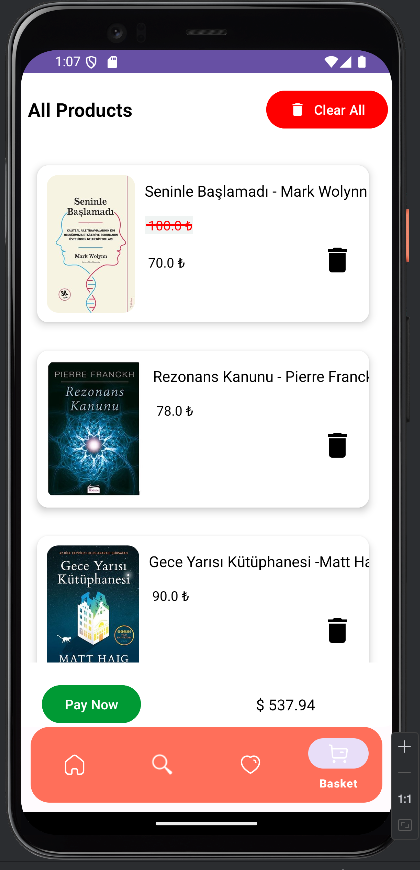 1:07
All Products
Clear All
Seninle
Başlamadı
Mark Wolynn
Seninle Başlamadı - Mark Wolynn
100.0 ₺
70.0 ₺
PIERRE FRANCKH
Rezonans
Kanunu
Rezonans Kanunu - Pierre Franck
78.0 ₺
Gece Yarısı
Kütüphanesi
MATT HAIG
Gece Yarısı Kütüphanesi -Matt Ha
90.0 ₺
Pay Now
$ 537.94
Basket
1:1